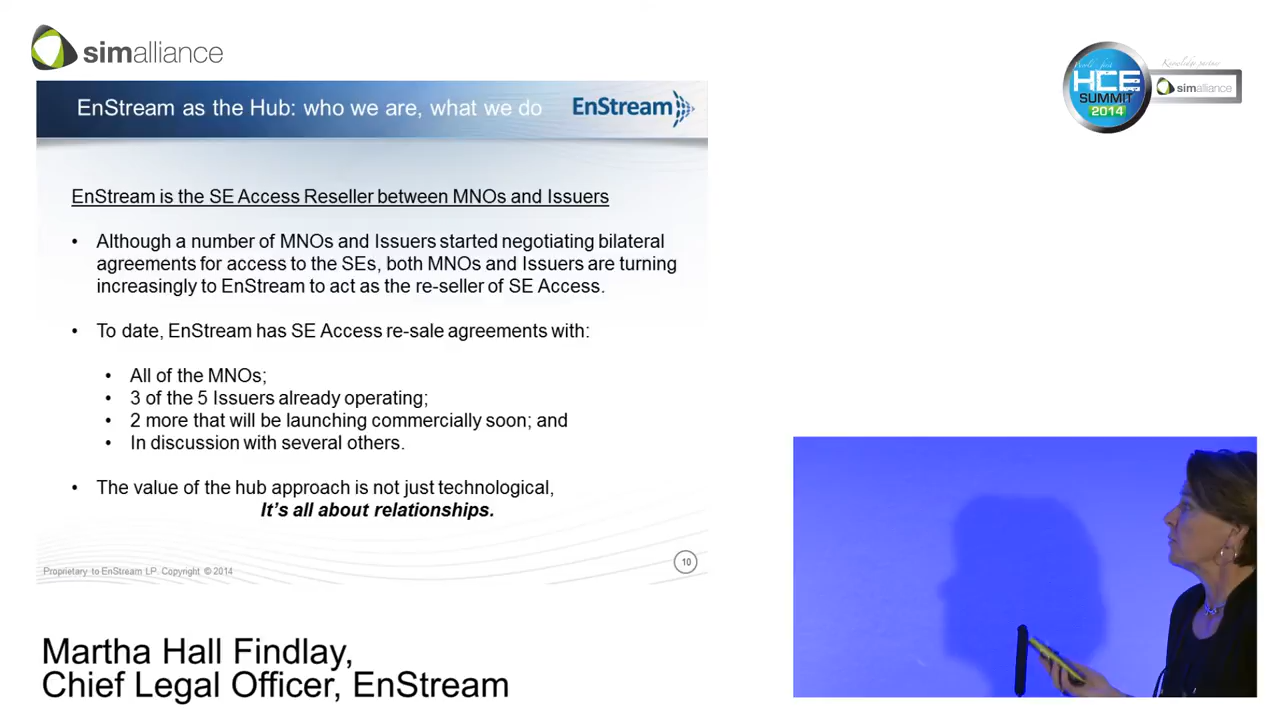 simalliance
World - first
HCE
SUMMIT
2014
Knowledge partner
simalliance
EnStream as the Hub: who we are, what we do
EnStream
EnStream is the SE Access Reseller between MNOs and Issuers
• Although a number of MNOs and Issuers started negotiating bilateral
agreements for access to the SEs, both MNOs and Issuers are turning
increasingly to EnStream to act as the re-seller of SE Access.
• To date, EnStream has SE Access re-sale agreements with:
• All of the MNOs;
• 3 of the 5 Issuers already operating;
• 2 more that will be launching commercially soon; and
• In discussion with several others.
• The value of the hub approach is not just technological,
It's all about relationships.
Proprietary to EnStream LP. Copyright © 2014
10
Martha Hall Findlay,
Chief Legal Officer, EnStream